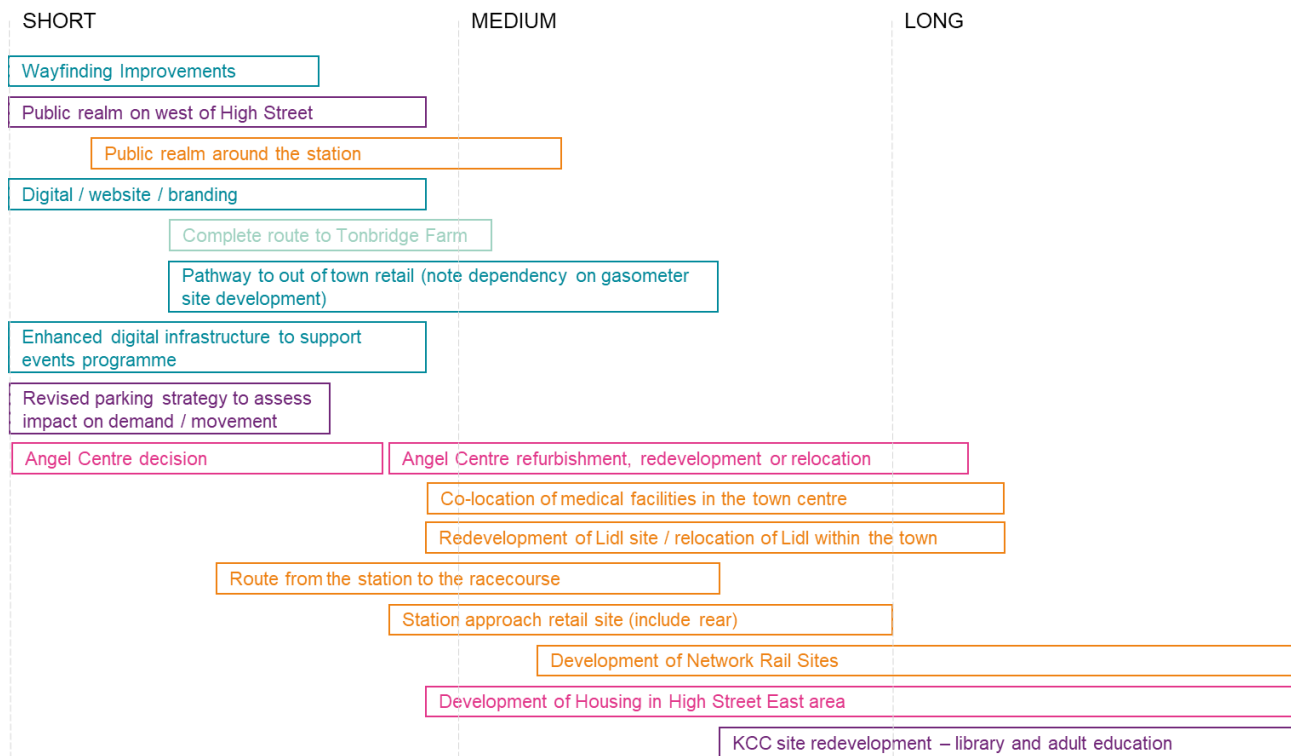 SHORT MEDIUM LONG
Wayfinding Improvements
Public realm on west of High Street
Public realm around the station
Digital / website / branding
Complete route to Tonbridge Farm
Pathway to out of town retail (note dependency on gasometer
site development)
Enhanced digital infrastructure to support
events programme
Revised parking strategy to assess
impact on demand / movement
Angel Centre decision Angel Centre refurbishment, redevelopment or relocation
Co-location of medical facilities in the town centre
Redevelopment of Lidl site / relocation of Lidl within the town
Route from the station to the racecourse
Station approach retail site (include rear)
Development of Network Rail Sites
Development of Housing in High Street East area
KCC site redevelopment – library and adult education